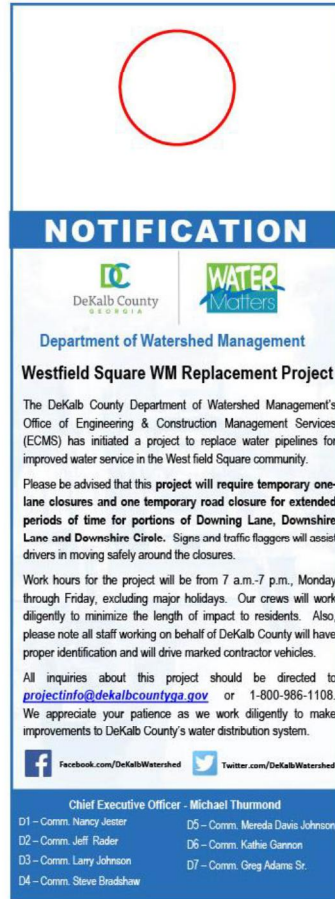 NOTIFICATION
DC
DeKalb County
GEORGIA
WATER
Matters
Department of Watershed Management
Westfield Square WM Replacement Project
The DeKalb County Department of Watershed Management's
Office of Engineering & Construction Management Services
(ECMS) has initiated a project to replace water pipelines for
improved water service in the West field Square community.
Please be advised that this project will require temporary one-
lane closures and one temporary road closure for extended
periods of time for portions of Downing Lane, Downshire
Lane and Downshire Circle. Signs and traffic flaggers will assist
drivers in moving safely around the closures.
Work hours for the project will be from 7 a.m.-7 p.m., Monday
through Friday, excluding major holidays. Our crews will work
diligently to minimize the length of impact to residents. Also,
please note all staff working on behalf of DeKalb County will have
proper identification and will drive marked contractor vehicles.
All inquiries about this project should be directed to
projectinfo@dekalbcountyga.gov or 1-800-986-1108.
We appreciate your patience as we work diligently to make
improvements to DeKalb County's water distribution system.
f Facebook.com/DeKalbWatershed Twitter.com/DeKalbWatershed
Chief Executive Officer - Michael Thurmond
D1 – Comm. Nancy Jester
D2 – Comm. Jeff Rader
D3 – Comm. Larry Johnson
D4 – Comm. Steve Bradshaw
D5 – Comm. Mereda Davis Johnson
D6 – Comm. Kathie Gannon
D7 – Comm. Greg Adams Sr.